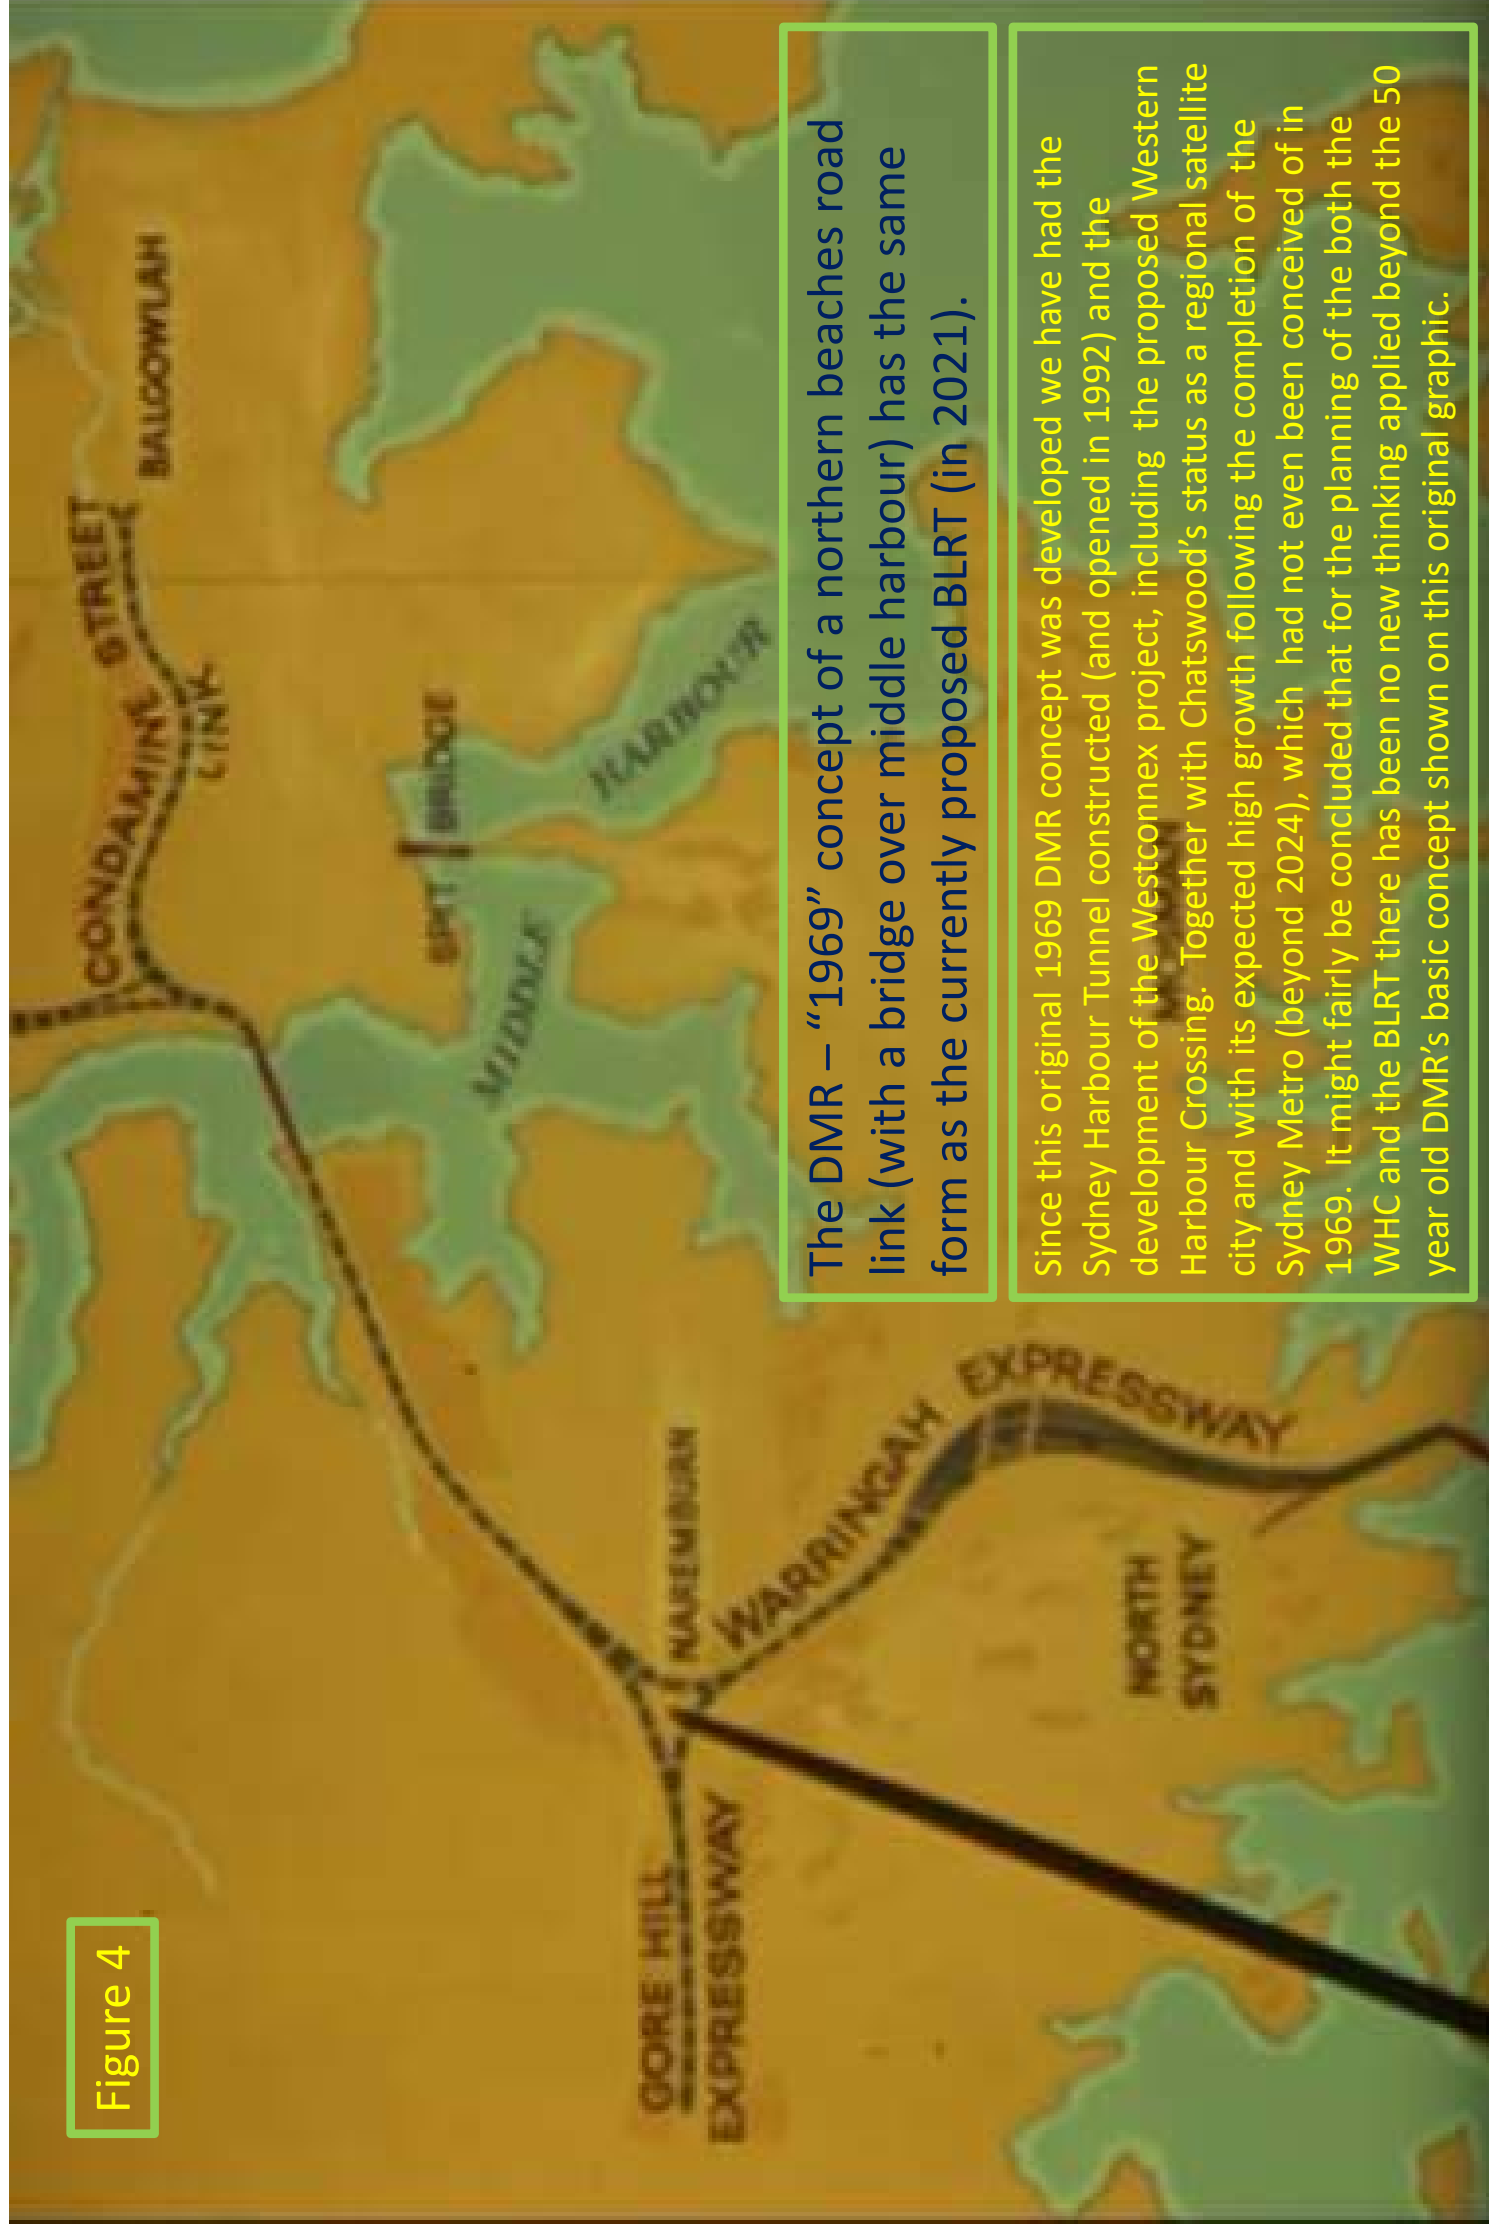 Figure 4
CONDAMINE STREET
LINK
BALGOWLAH
SPIT BRIDGE
MIDDLE HARBOUR
GORE HILL
EXPRESSWAY
NAREMBURN
WARRINGAH EXPRESSWAY
NORTH
SYDNEY
MOSMAN
The DMR – “1969” concept of a northern beaches road
link (with a bridge over middle harbour) has the same
form as the currently proposed BLRT (in 2021).
Since this original 1969 DMR concept was developed we have had the
Sydney Harbour Tunnel constructed (and opened in 1992) and the
development of the Westconnex project, including the proposed Western
Harbour Crossing. Together with Chatswood’s status as a regional satellite
city and with its expected high growth following the completion of the
Sydney Metro (beyond 2024), which had not even been conceived of in
1969. It might fairly be concluded that for the planning of the both the
WHC and the BLRT there has been no new thinking applied beyond the 50
year old DMR’s basic concept shown on this original graphic.